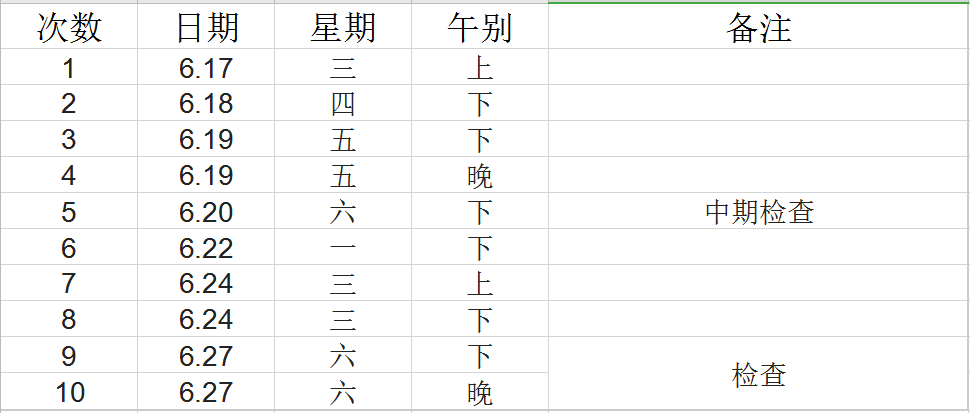 次数 日期 星期 午别 备注
1 6.17 三 上
2 6.18 四 下
3 6.19 五 下
4 6.19 五 晚
5 6.20 六 下 中期检查
6 6.22 一 下
7 6.24 三 上
8 6.24 三 下
9 6.27 六 下 检查
10 6.27 六 晚